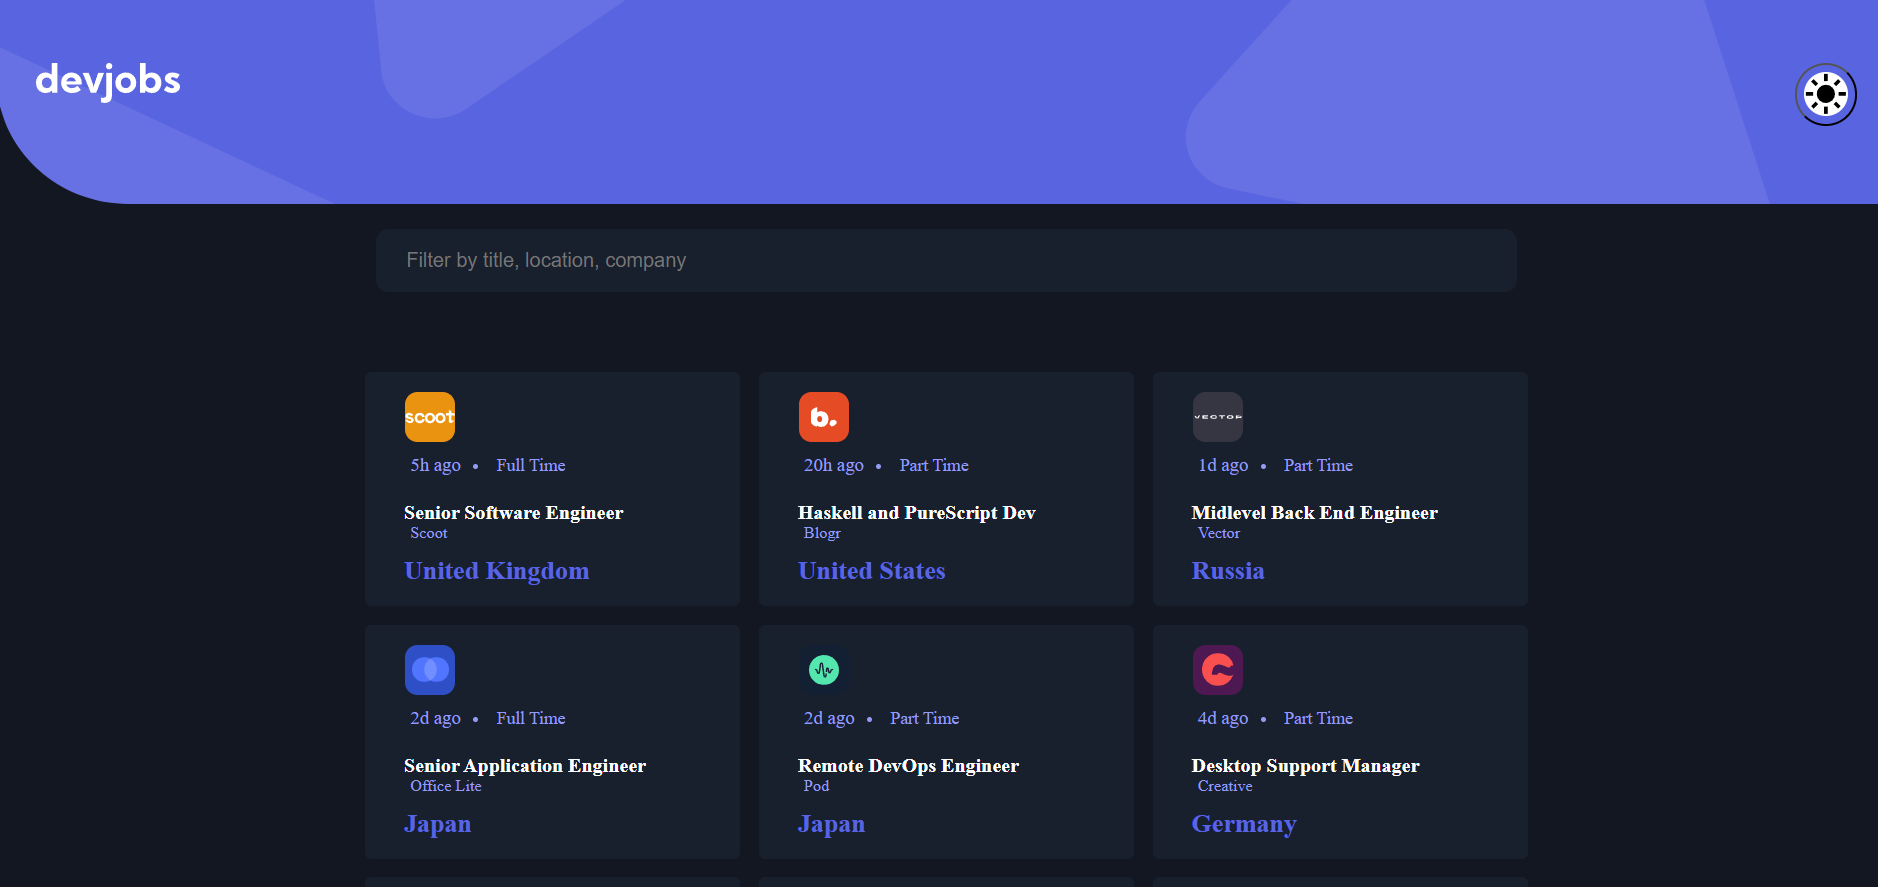 devjobs
Filter by title, location, company
scoot
5h ago • Full Time
Senior Software Engineer
Scoot
United Kingdom
b.
20h ago • Part Time
Haskell and PureScript Dev
Blogr
United States
VECTOR
1d ago • Part Time
Midlevel Back End Engineer
Vector
Russia
2d ago • Full Time
Senior Application Engineer
Office Lite
Japan
2d ago • Part Time
Remote DevOps Engineer
Pod
Japan
4d ago • Part Time
Desktop Support Manager
Creative
Germany